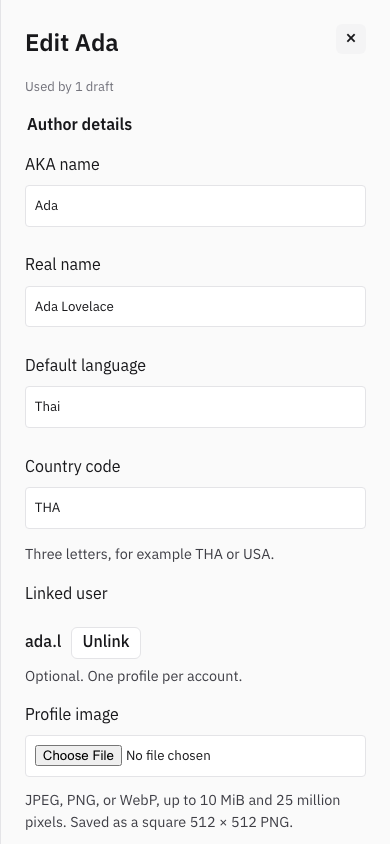 Edit Ada
×
Used by 1 draft
Author details
AKA name
Ada
Real name
Ada Lovelace
Default language
Thai
Country code
THA
Three letters, for example THA or USA.
Linked user
ada.l Unlink
Optional. One profile per account.
Profile image
Choose File No file chosen
JPEG, PNG, or WebP, up to 10 MiB and 25 million
pixels. Saved as a square 512 × 512 PNG.